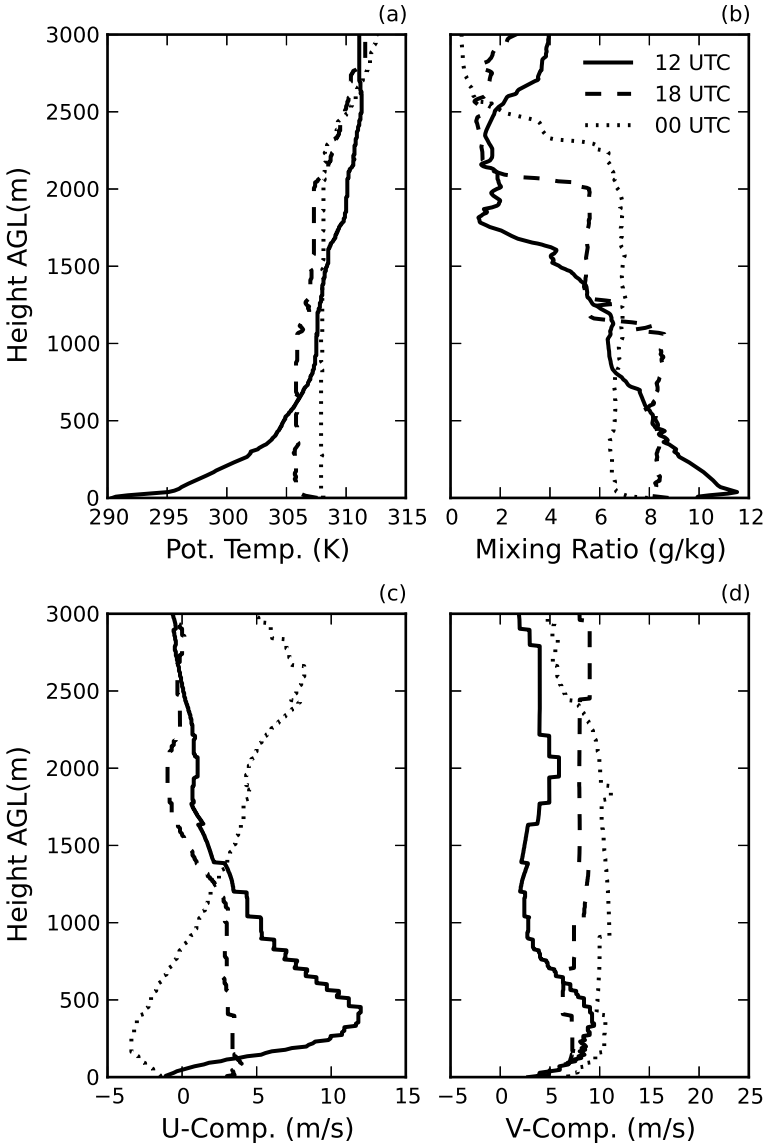 (a)
(b)
3000
2500
2000
1500
1000
500
0
Height AGL(m)
12 UTC
18 UTC
00 UTC
290 295 300 305 310 315
0 2 4 6 8 10 12
Pot. Temp. (K)
Mixing Ratio (g/kg)
(c)
(d)
3000
2500
2000
1500
1000
500
0
Height AGL(m)
−5 0 5 10 15
−5 0 5 10 15 20 25
U-Comp. (m/s)
V-Comp. (m/s)